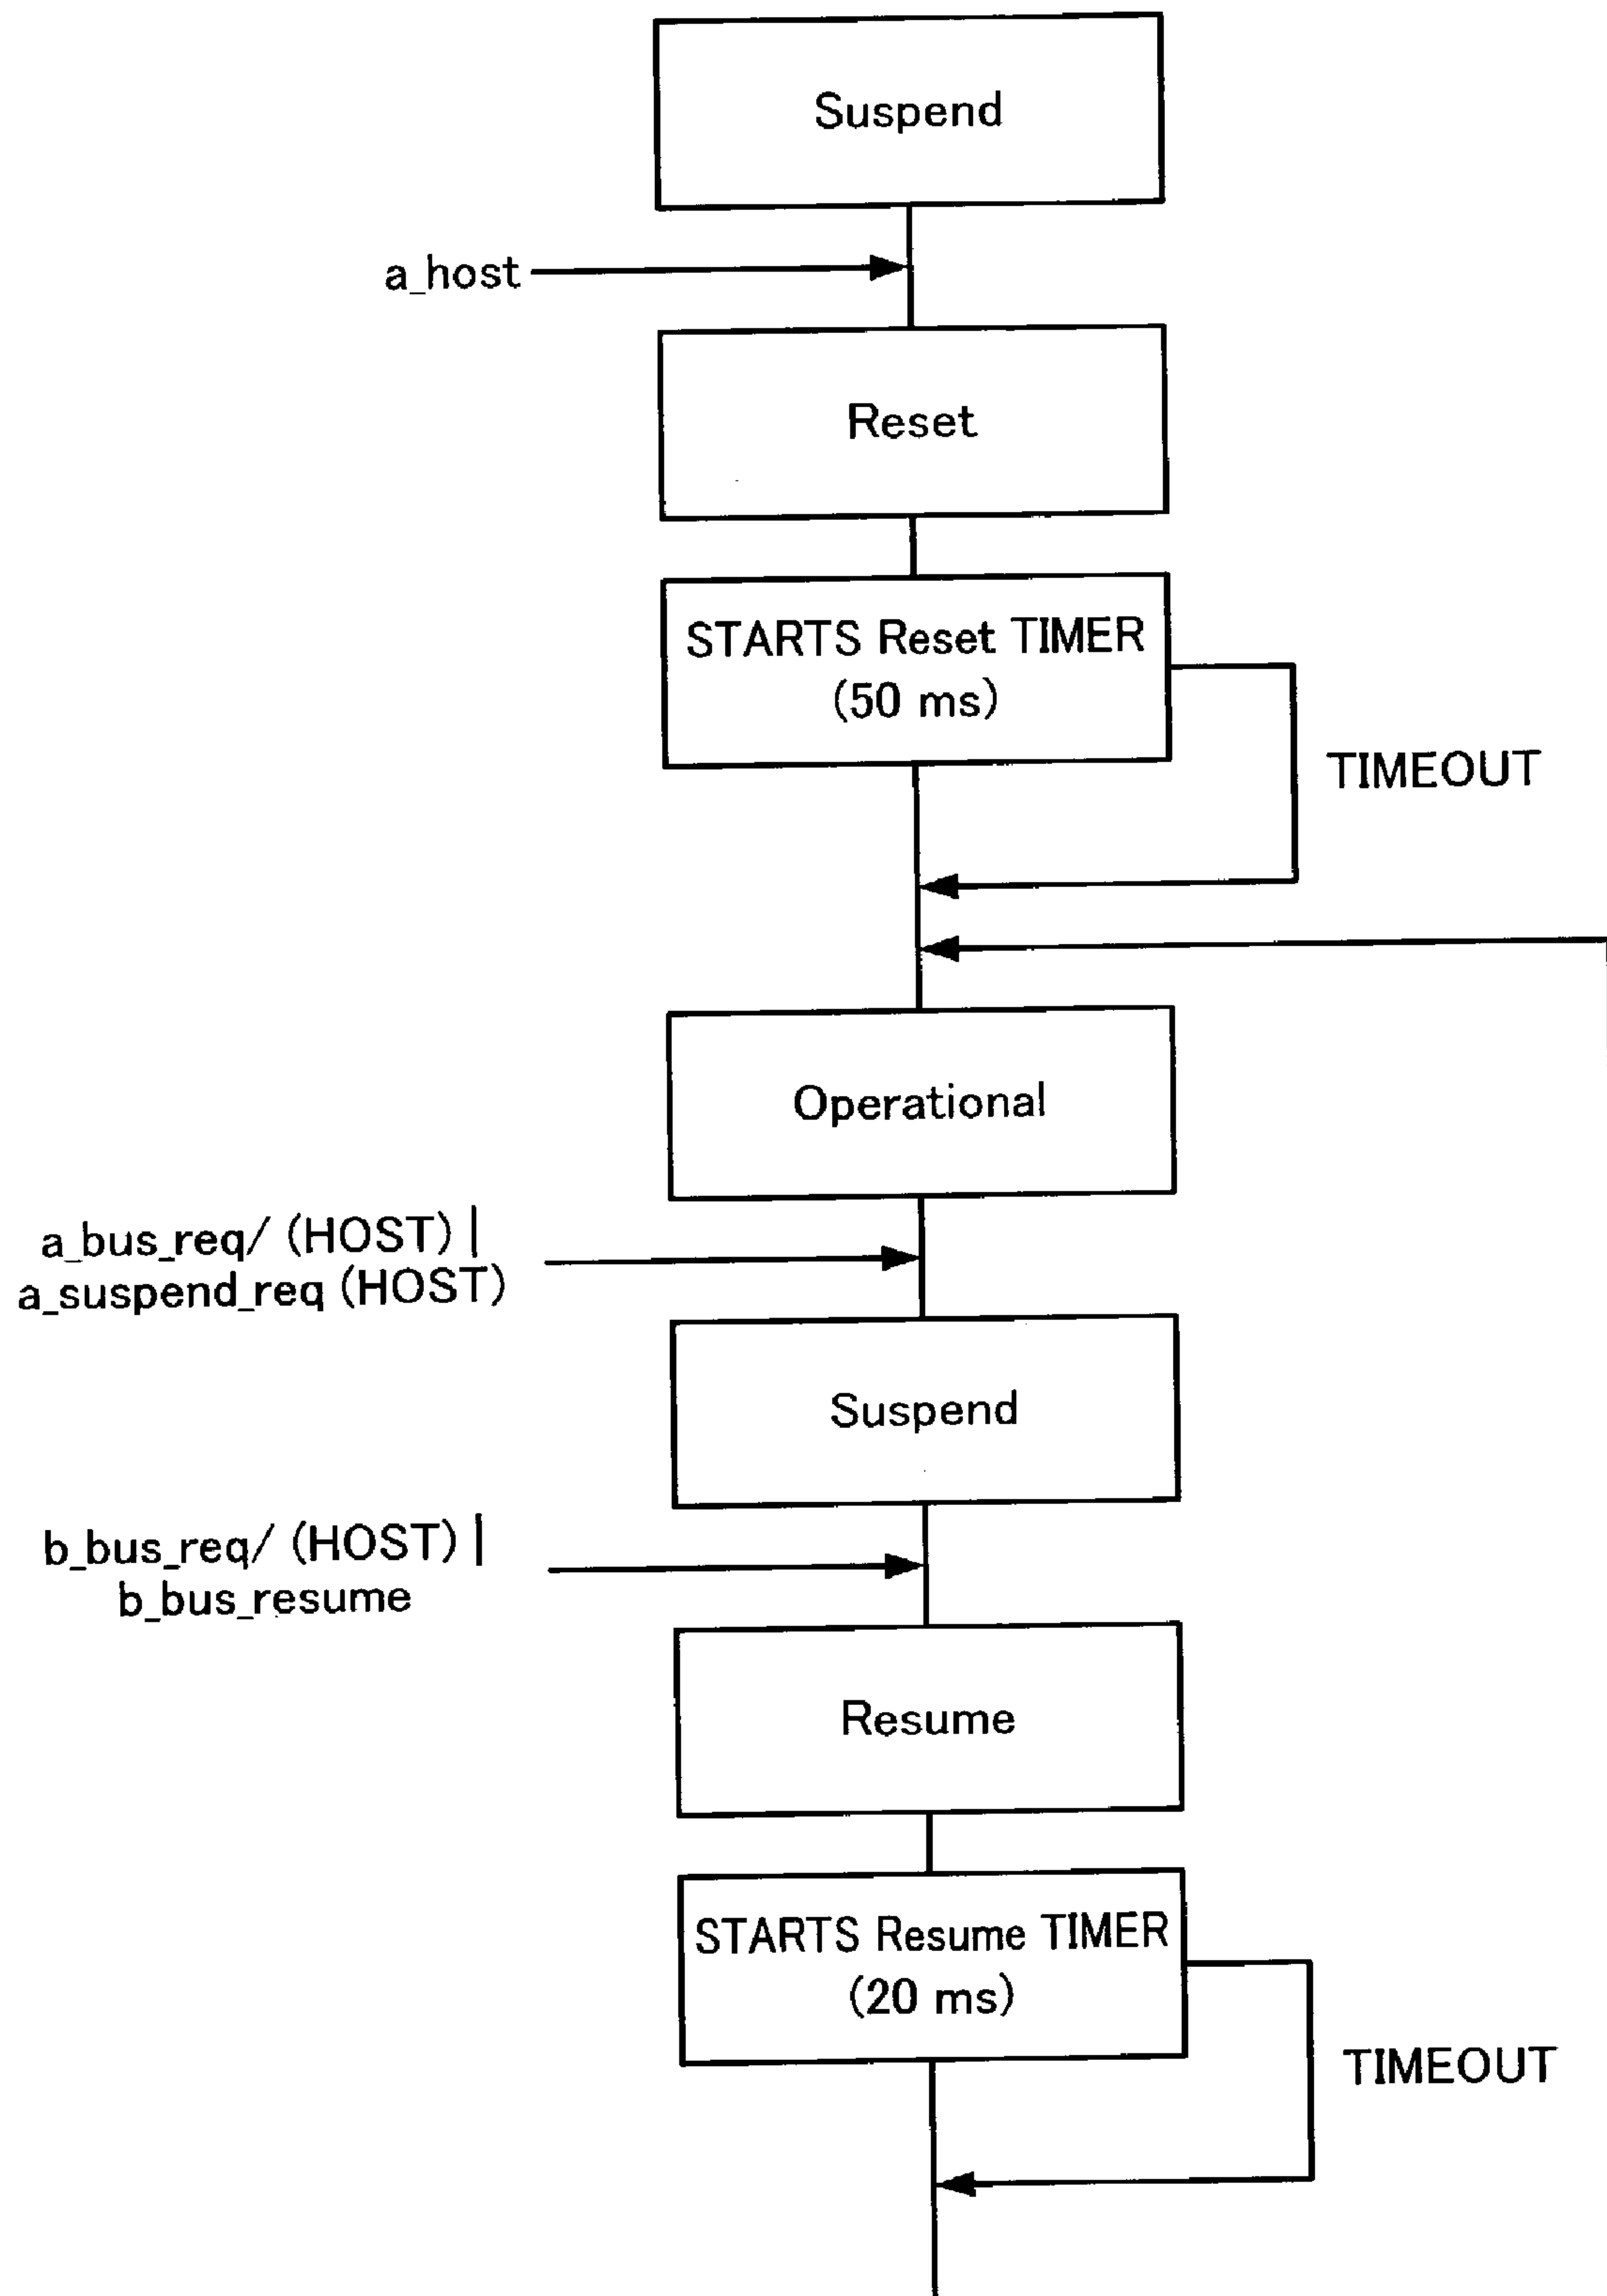 Suspend
a_host
Reset
STARTS Reset TIMER
(50 ms)
TIMEOUT
Operational
a_bus_req/ (HOST) |
a_suspend_req (HOST)
Suspend
b_bus_req/ (HOST) |
b_bus_resume
Resume
STARTS Resume TIMER
(20 ms)
TIMEOUT